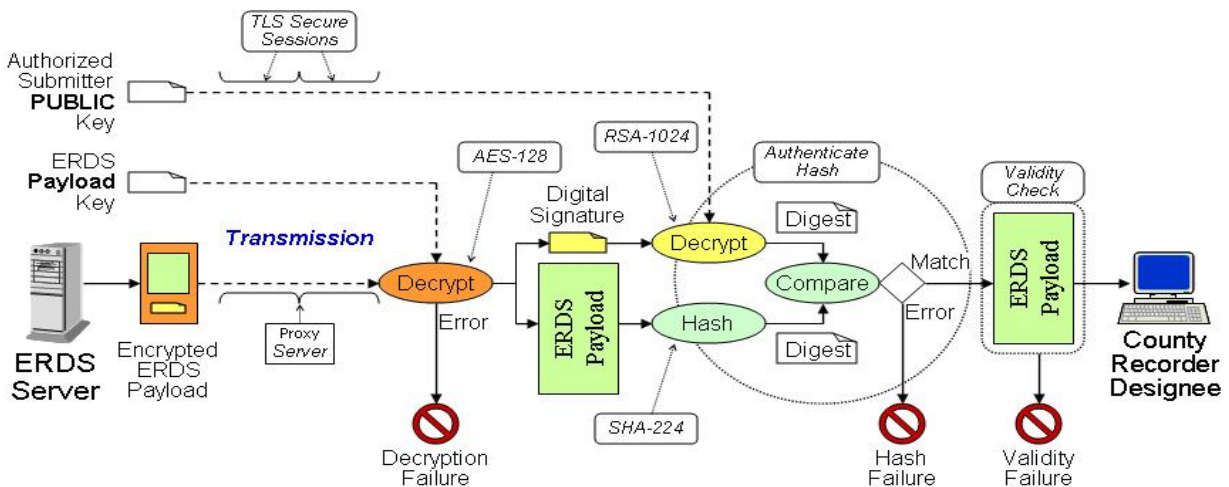 TLS Secure
Sessions
Authorized
Submitter
PUBLIC
Key
ERDS
Payload
Key
AES-128
RSA-1024
Authenticate
Hash
Validity
Check
Digital
Signature
Digest
Transmission
Decrypt
Decrypt
Compare
Match
Error
Error
ERDS
Payload
Hash
Digest
ERDS
Payload
Proxy
Server
ERDS
Server
Encrypted
ERDS
Payload
County
Recorder
Designee
SHA-224
Decryption
Failure
Hash
Failure
Validity
Failure